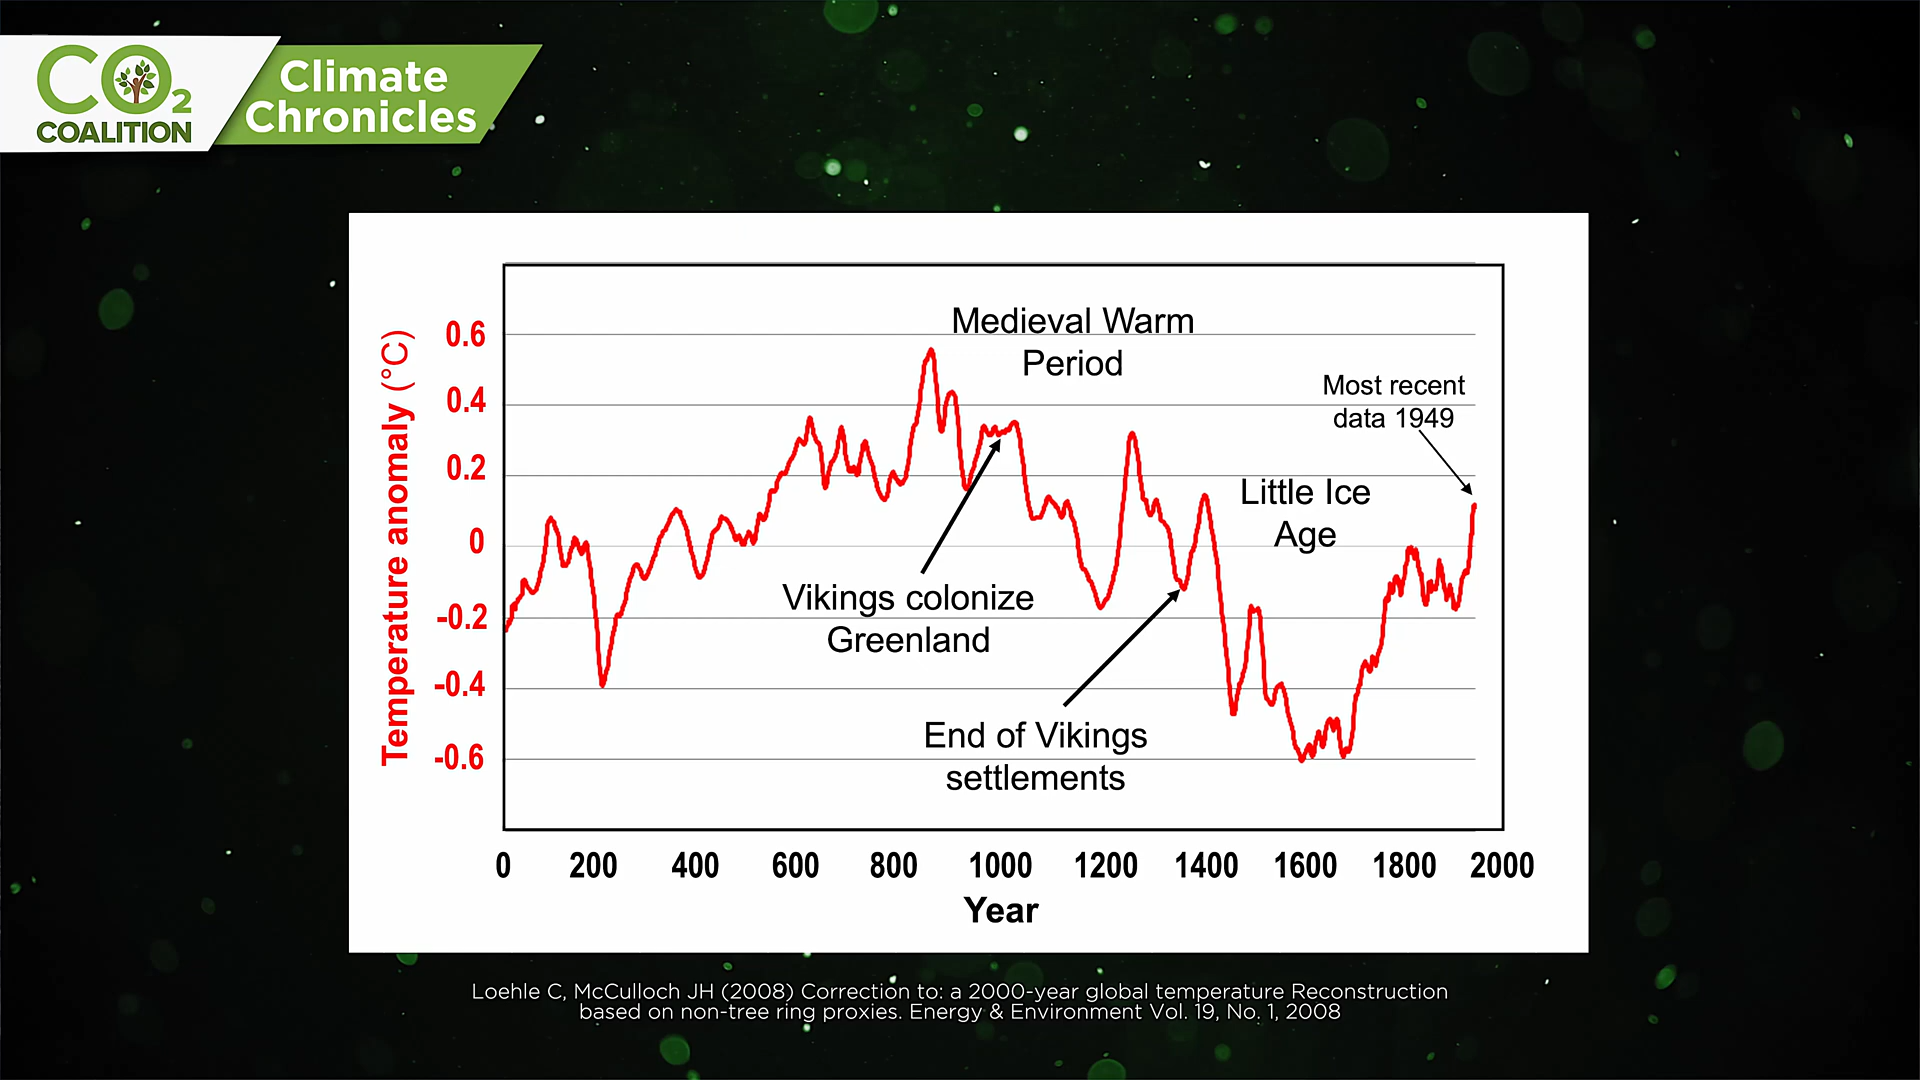 CO2
COALITION
Climate
Chronicles
Medieval Warm
Period
Most recent
data 1949
Little Ice
Age
Vikings colonize
Greenland
End of Vikings
settlements
Temperature anomaly (°C)
0.6
0.4
0.2
0
-0.2
-0.4
-0.6
0 200 400 600 800 1000 1200 1400 1600 1800 2000
Year
Loehle C, McCulloch JH (2008) Correction to: a 2000-year global temperature Reconstruction
based on non-tree ring proxies. Energy & Environment Vol. 19, No. 1, 2008